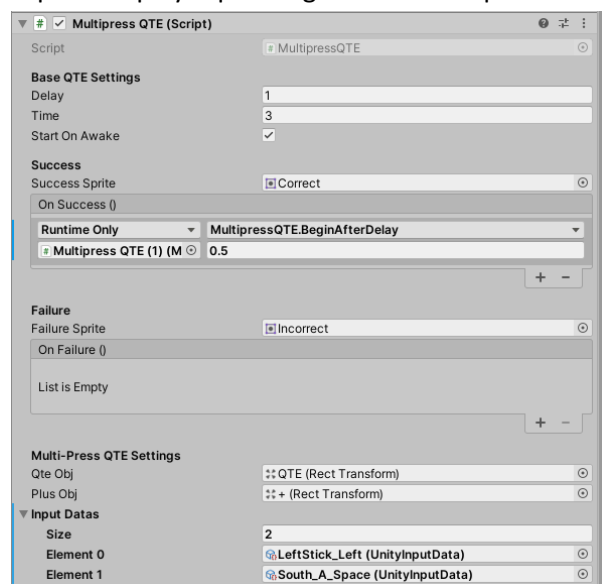 Multipress QTE (Script)
Script MultipressQTE
Base QTE Settings
Delay 1
Time 3
Start On Awake
Success
Success Sprite Correct
On Success ()
Runtime Only MultipressQTE.BeginAfterDelay
Multipress QTE (1) (M 0.5
+ -
Failure
Failure Sprite Incorrect
On Failure ()
List is Empty
+ -
Multi-Press QTE Settings
Qte Obj QTE (Rect Transform)
Plus Obj + (Rect Transform)
Input Datas
Size 2
Element 0 LeftStick_Left (UnityInputData)
Element 1 South_A_Space (UnityInputData)